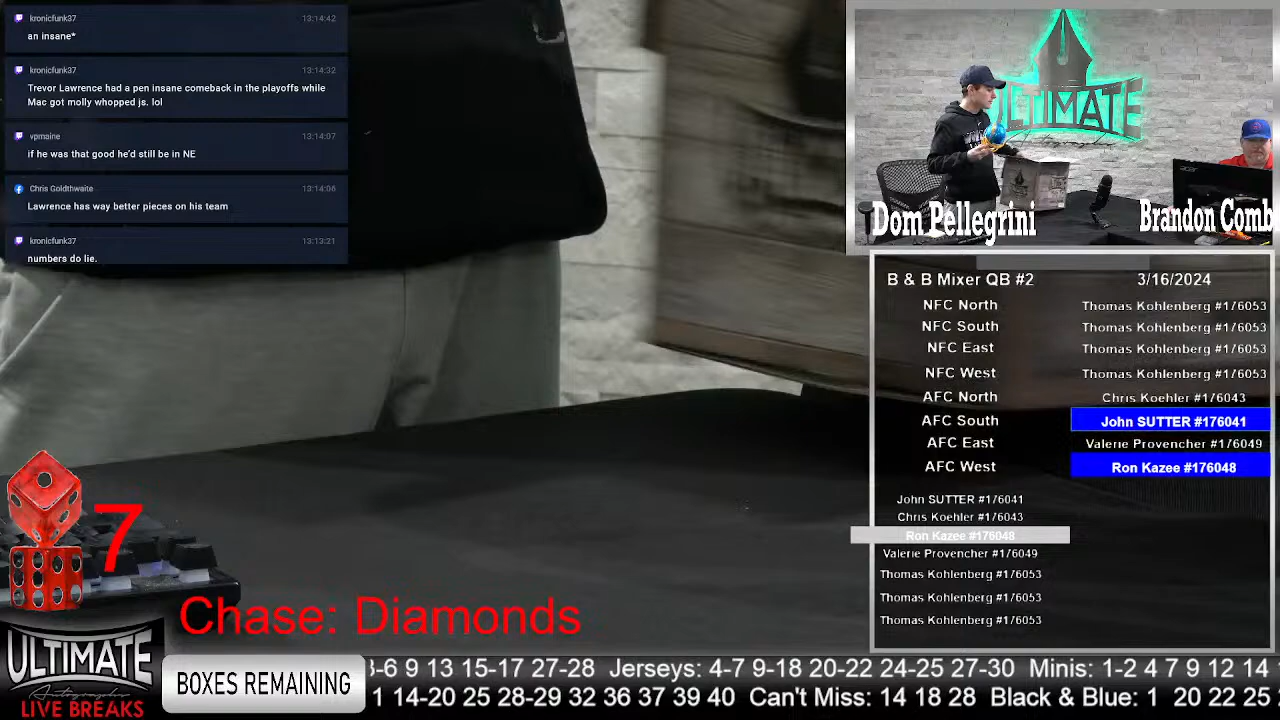 kronicfunk37 13:14:42
an insane*
kronicfunk37 13:14:32
Trevor Lawrence had a pen insane comeback in the playoffs while
Mac got molly whopped js. lol
vpmaine 13:14:07
if he was that good he'd still be in NE
Chris Goldthwaite 13:14:06
Lawrence has way better pieces on his team
kronicfunk37 13:13:21
numbers do lie.
ULTIMATE
acer
Dom Pellegrini
Brandon Comb
B & B Mixer QB #2 3/16/2024
NFC North Thomas Kohlenberg #176053
NFC South Thomas Kohlenberg #176053
NFC East Thomas Kohlenberg #176053
NFC West Thomas Kohlenberg #176053
AFC North Chris Koehler #176043
AFC South John SUTTER #176041
AFC East Valerie Provencher #176049
AFC West Ron Kazee #176048
John SUTTER #176041
Chris Koehler #176043
Ron Kazee #176048
Valerie Provencher #176049
Thomas Kohlenberg #176053
Thomas Kohlenberg #176053
Thomas Kohlenberg #176053
7
Chase: Diamonds
ULTIMATE
Autographs
LIVE BREAKS
BOXES REMAINING
3-6 9 13 15-17 27-28 Jerseys: 4-7 9-18 20-22 24-25 27-30 Minis: 1-2 4 7 9 12 14
1 14-20 25 28-29 32 36 37 39 40 Can't Miss: 14 18 28 Black & Blue: 1 20 22 25